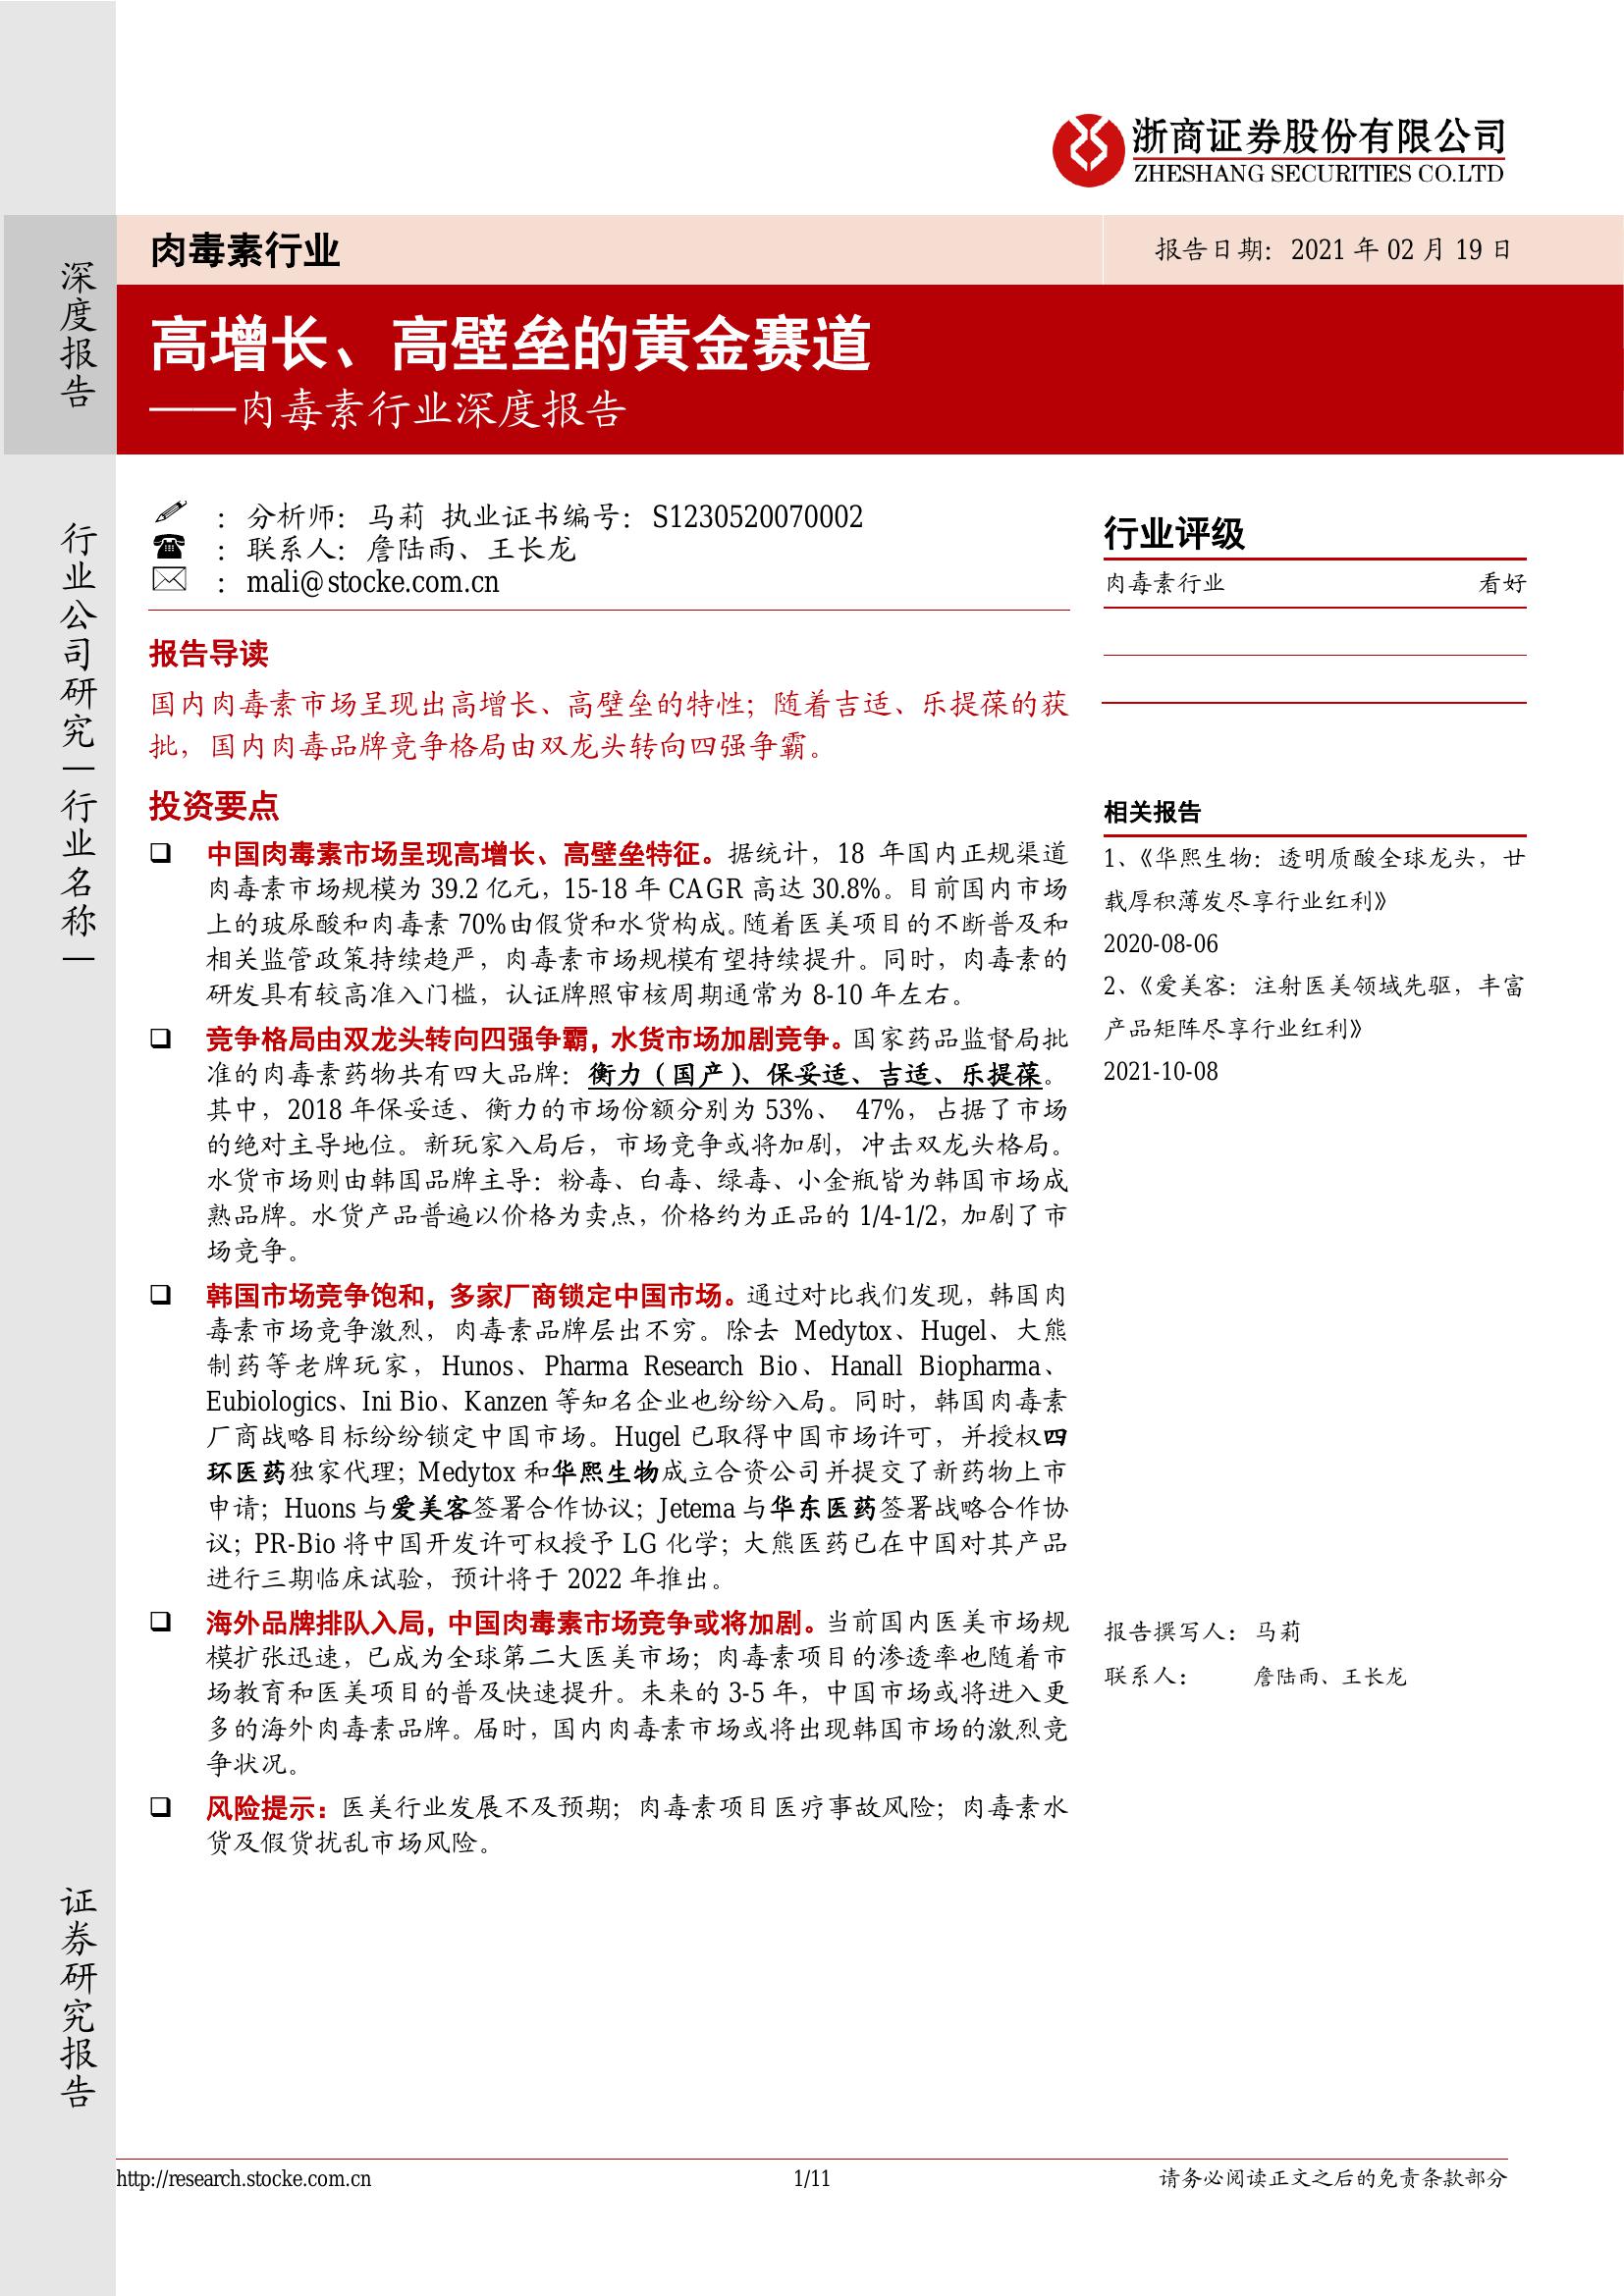 浙商证券股份有限公司
ZHESHANG SECURITIES CO.LTD
肉毒素行业
报告日期：2021 年 02 月 19 日
深度报告
高增长、高壁垒的黄金赛道
——肉毒素行业深度报告
行业公司研究|行业名称|
证券研究报告
：分析师：马莉 执业证书编号：S1230520070002
：联系人：詹陆雨、王长龙
：mali@stocke.com.cn
报告导读
国内肉毒素市场呈现出高增长、高壁垒的特性；随着吉适、乐提葆的获
批，国内肉毒品牌竞争格局由双龙头转向四强争霸。
投资要点
❑ 中国肉毒素市场呈现高增长、高壁垒特征。据统计，18 年国内正规渠道
肉毒素市场规模为 39.2 亿元，15-18 年 CAGR 高达 30.8%。目前国内市场
上的玻尿酸和肉毒素 70%由假货和水货构成。随着医美项目的不断普及和
相关监管政策持续趋严，肉毒素市场规模有望持续提升。同时，肉毒素的
研发具有较高准入门槛，认证牌照审核周期通常为 8-10 年左右。
❑ 竞争格局由双龙头转向四强争霸，水货市场加剧竞争。国家药品监督局批
准的肉毒素药物共有四大品牌：衡力（国产）、保妥适、吉适、乐提葆。
其中，2018 年保妥适、衡力的市场份额分别为 53%、 47%，占据了市场
的绝对主导地位。新玩家入局后，市场竞争或将加剧，冲击双龙头格局。
水货市场则由韩国品牌主导：粉毒、白毒、绿毒、小金瓶皆为韩国市场成
熟品牌。水货产品普遍以价格为卖点，价格约为正品的 1/4-1/2，加剧了市
场竞争。
❑ 韩国市场竞争饱和，多家厂商锁定中国市场。通过对比我们发现，韩国肉
毒素市场竞争激烈，肉毒素品牌层出不穷。除去 Medytox、Hugel、大熊
制药等老牌玩家，Hunos、Pharma Research Bio、Hanall Biopharma、
Eubiologics、Ini Bio、Kanzen 等知名企业也纷纷入局。同时，韩国肉毒素
厂商战略目标纷纷锁定中国市场。Hugel 已取得中国市场许可，并授权四
环医药独家代理；Medytox 和华熙生物成立合资公司并提交了新药物上市
申请；Huons 与爱美客签署合作协议；Jetema 与华东医药签署战略合作协
议；PR-Bio 将中国开发许可权授予 LG 化学；大熊医药已在中国对其产品
进行三期临床试验，预计将于 2022 年推出。
❑ 海外品牌排队入局，中国肉毒素市场竞争或将加剧。当前国内医美市场规
模扩张迅速，已成为全球第二大医美市场；肉毒素项目的渗透率也随着市
场教育和医美项目的普及快速提升。未来的 3-5 年，中国市场或将进入更
多的海外肉毒素品牌。届时，国内肉毒素市场或将出现韩国市场的激烈竞
争状况。
❑ 风险提示：医美行业发展不及预期；肉毒素项目医疗事故风险；肉毒素水
货及假货扰乱市场风险。
行业评级
肉毒素行业 看好
相关报告
1、《华熙生物：透明质酸全球龙头，廿
载厚积薄发尽享行业红利》
2020-08-06
2、《爱美客：注射医美领域先驱，丰富
产品矩阵尽享行业红利》
2021-10-08
报告撰写人：马莉
联系人： 詹陆雨、王长龙
http://research.stocke.com.cn
1/11
请务必阅读正文之后的免责条款部分